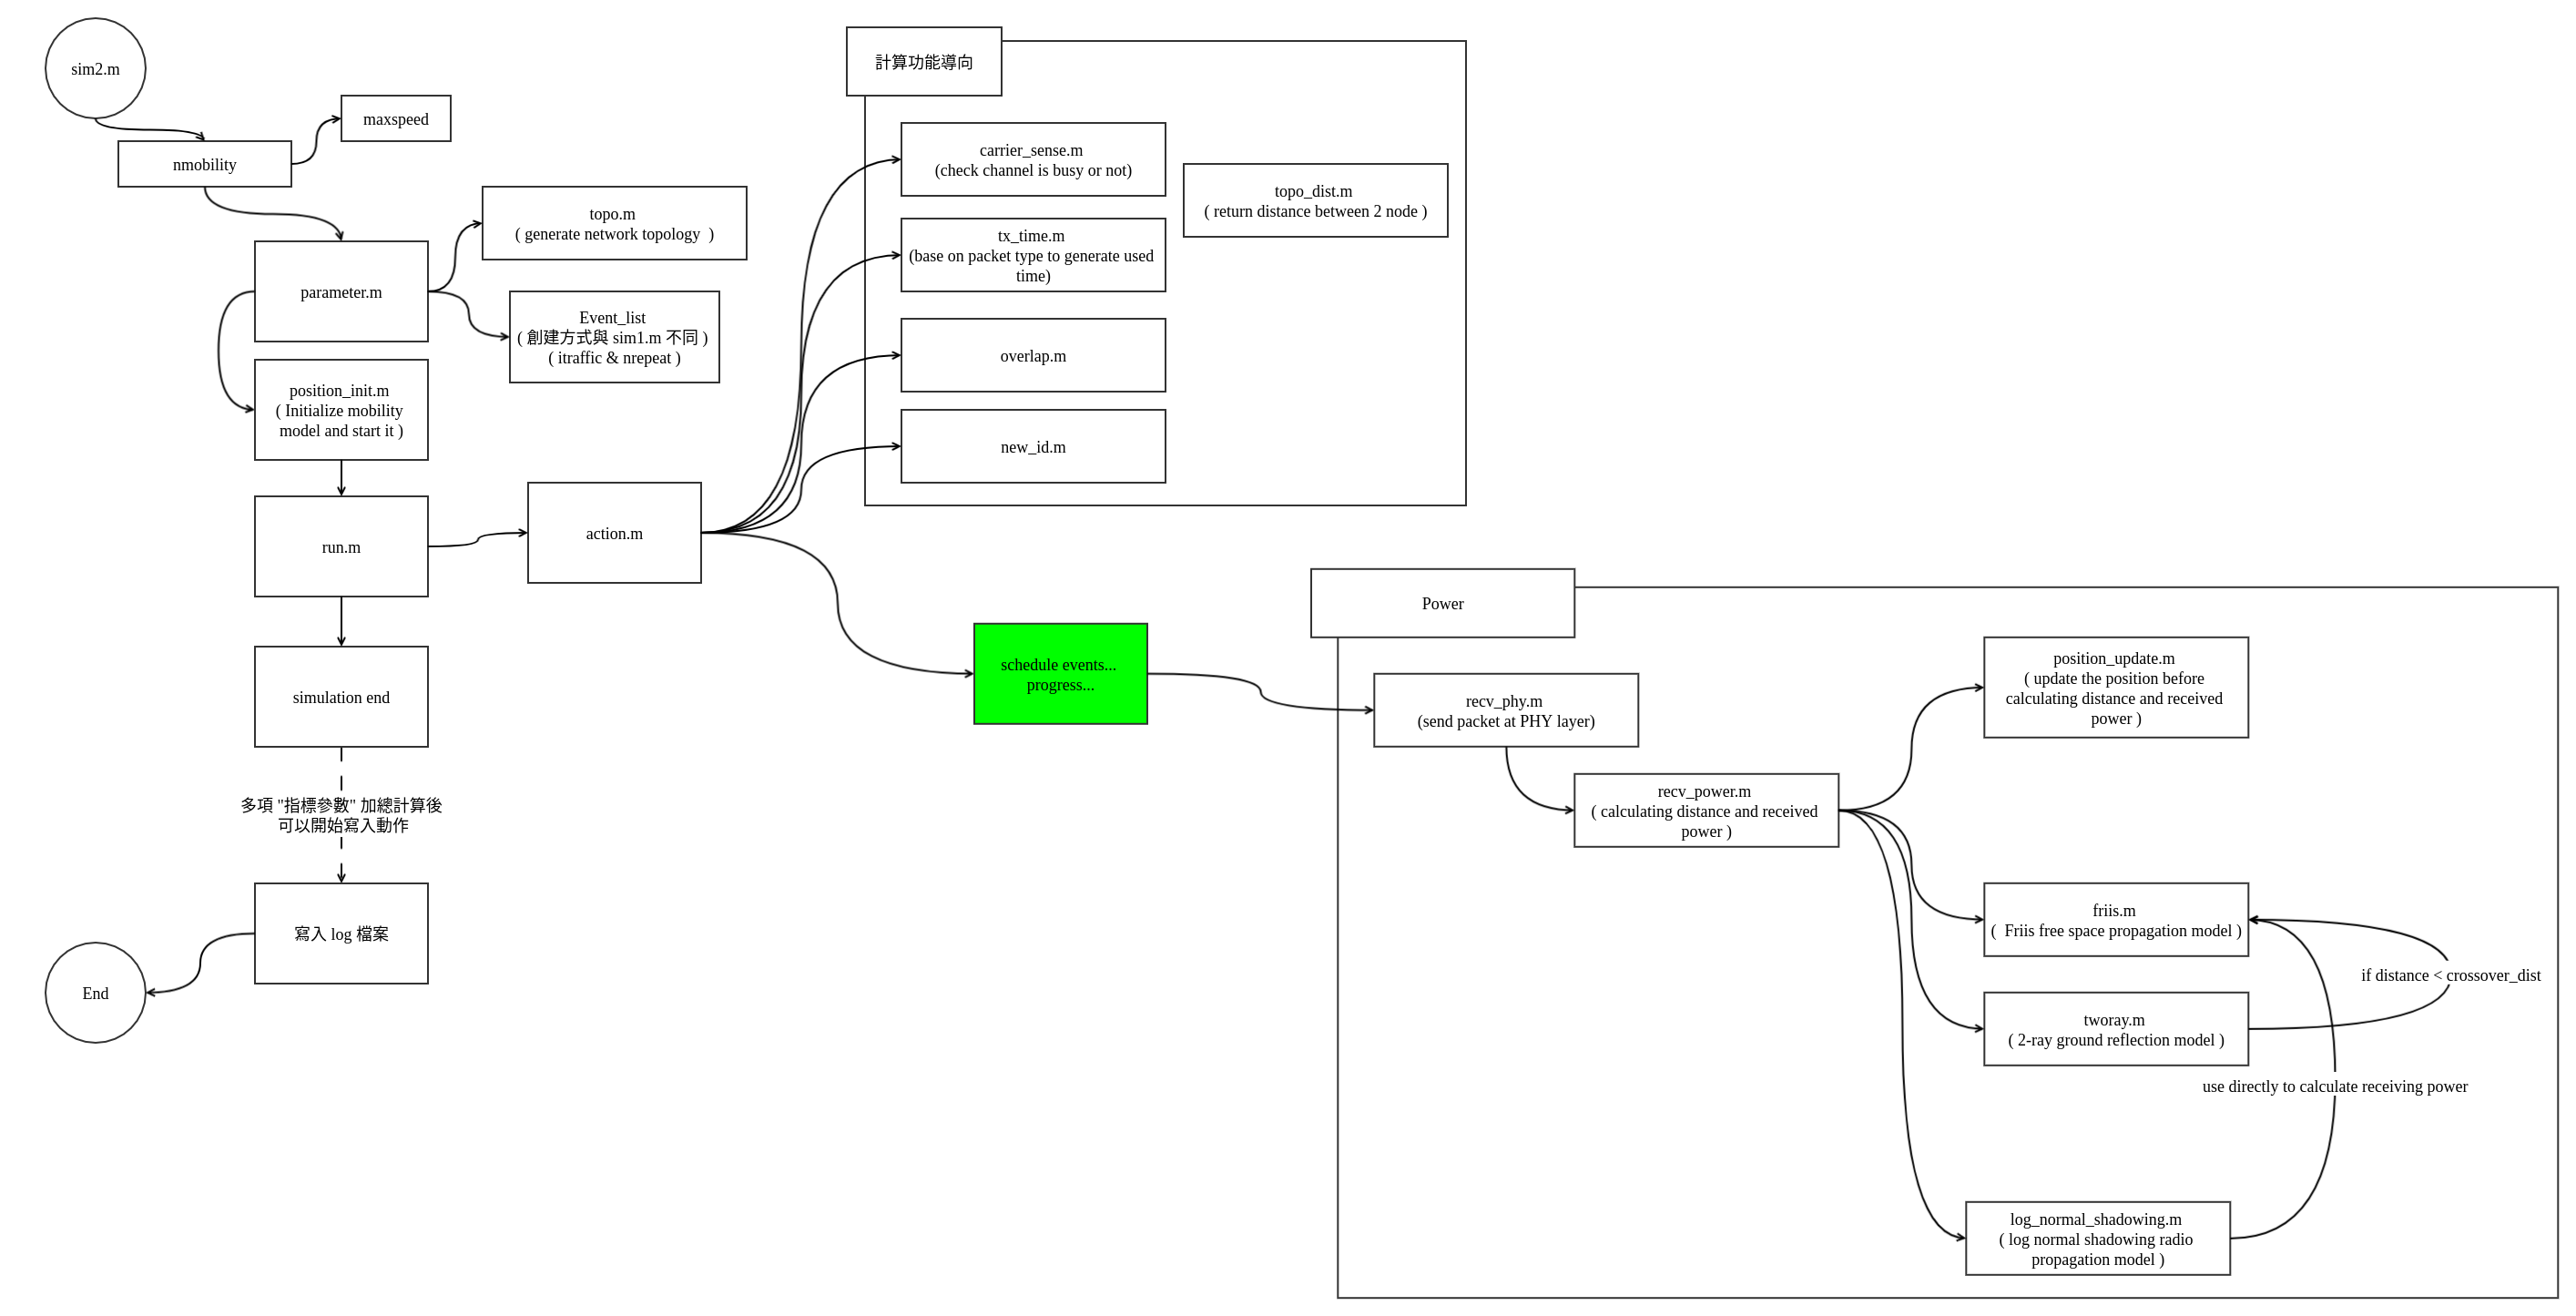 sim2.m
計算功能導向
maxspeed
nmobility
carrier_sense.m
(check channel is busy or not)
topo_dist.m
( return distance between 2 node )
topo.m
( generate network topology  )
tx_time.m
(base on packet type to generate used
time)
parameter.m
Event_list
( 創建方式與 sim1.m 不同 )
( itraffic & nrepeat )
overlap.m
position_init.m
( Initialize mobility
model and start it )
new_id.m
run.m
action.m
Power
schedule events...
progress...
simulation end
recv_phy.m
(send packet at PHY layer)
position_update.m
( update the position before
calculating distance and received
power )
recv_power.m
( calculating distance and received
power )
多項 "指標參數" 加總計算後
可以開始寫入動作
寫入 log 檔案
friis.m
(  Friis free space propagation model )
if distance < crossover_dist
End
tworay.m
( 2-ray ground reflection model )
use directly to calculate receiving power
log_normal_shadowing.m
( log normal shadowing radio
propagation model )